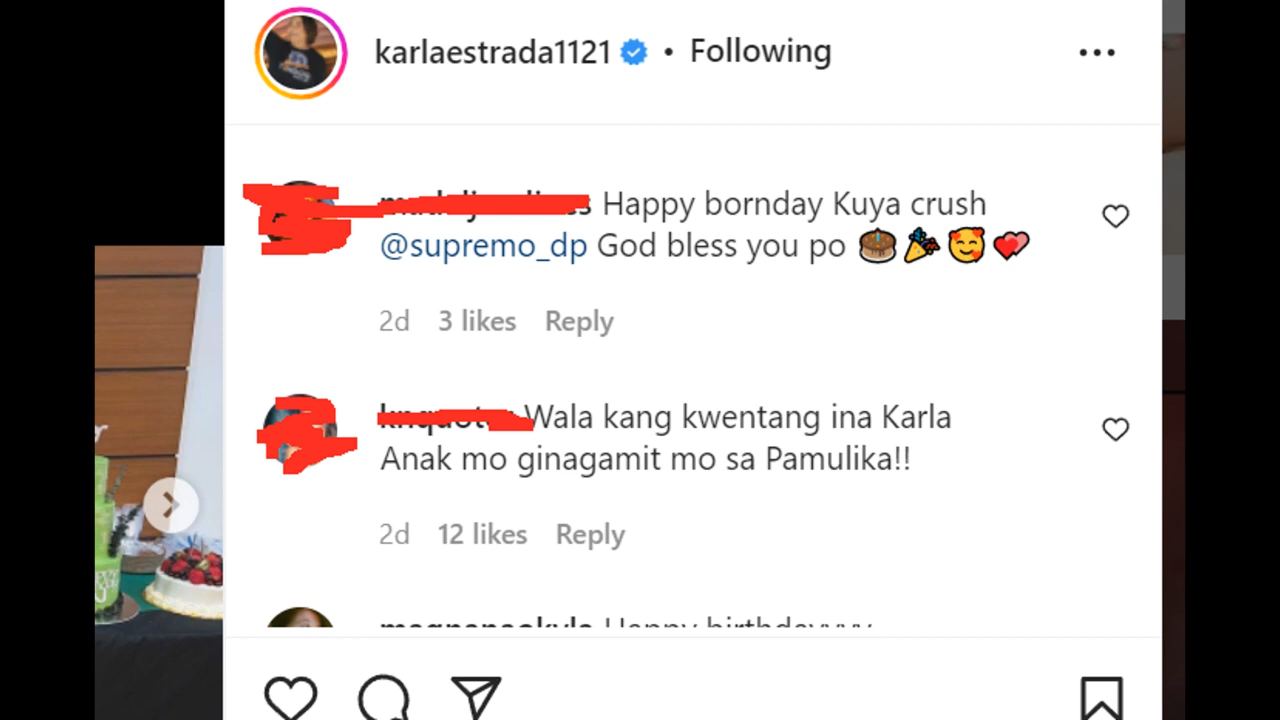 karlaestrada1121 • Following
Happy bornday Kuya crush
@supremo_dp God bless you po
2d 3 likes Reply
Wala kang kwentang ina Karla
Anak mo ginagamit mo sa Pamulika!!
2d 12 likes Reply